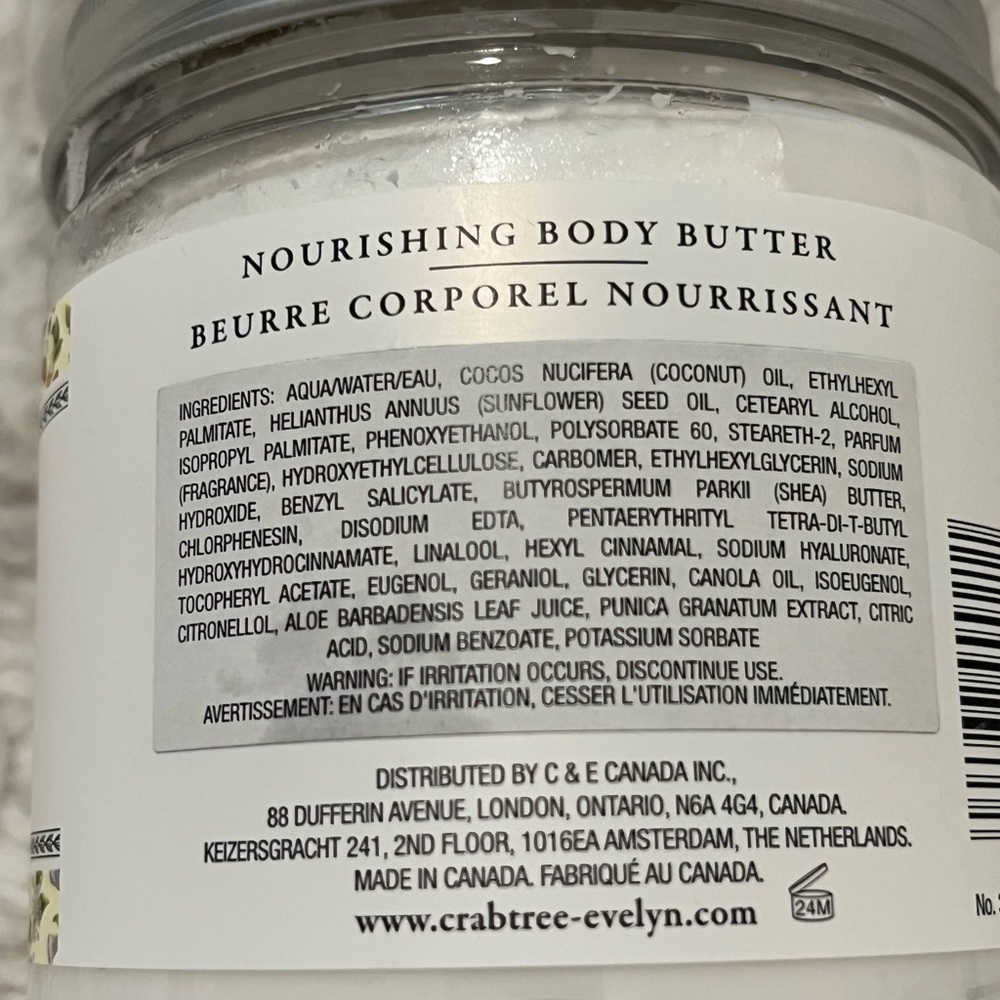 NOURISHING BODY BUTTER
BEURRE CORPOREL NOURRISSANT
INGREDIENTS: AQUA/WATER/EAU, COCOS NUCIFERA (COCONUT) OIL, ETHYLHEXYL
PALMITATE, HELIANTHUS ANNUUS (SUNFLOWER) SEED OIL, CETEARYL ALCOHOL,
ISOPROPYL PALMITATE, PHENOXYETHANOL, POLYSORBATE 60, STEARETH-2, PARFUM
(FRAGRANCE), HYDROXYETHYLCELLULOSE, CARBOMER, ETHYLHEXYLGLYCERIN, SODIUM
HYDROXIDE, BENZYL SALICYLATE, BUTYROSPERMUM PARKII (SHEA) BUTTER,
CHLORPHENESIN, DISODIUM EDTA, PENTAERYTHRITYL TETRA-DI-T-BUTYL
HYDROXYHYDROCINNAMATE, LINALOOL, HEXYL CINNAMAL, SODIUM HYALURONATE,
TOCOPHERYL ACETATE, EUGENOL, GERANIOL, GLYCERIN, CANOLA OIL, ISOEUGENOL,
CITRONELLOL, ALOE BARBADENSIS LEAF JUICE, PUNICA GRANATUM EXTRACT, CITRIC
ACID, SODIUM BENZOATE, POTASSIUM SORBATE
WARNING: IF IRRITATION OCCURS, DISCONTINUE USE.
AVERTISSEMENT: EN CAS D'IRRITATION, CESSER L'UTILISATION IMMÉDIATEMENT.
DISTRIBUTED BY C & E CANADA INC.,
88 DUFFERIN AVENUE, LONDON, ONTARIO, N6A 4G4, CANADA.
KEIZERSGRACHT 241, 2ND FLOOR, 1016EA AMSTERDAM, THE NETHERLANDS.
MADE IN CANADA. FABRIQUÉ AU CANADA.
www.crabtree-evelyn.com
24M
No.